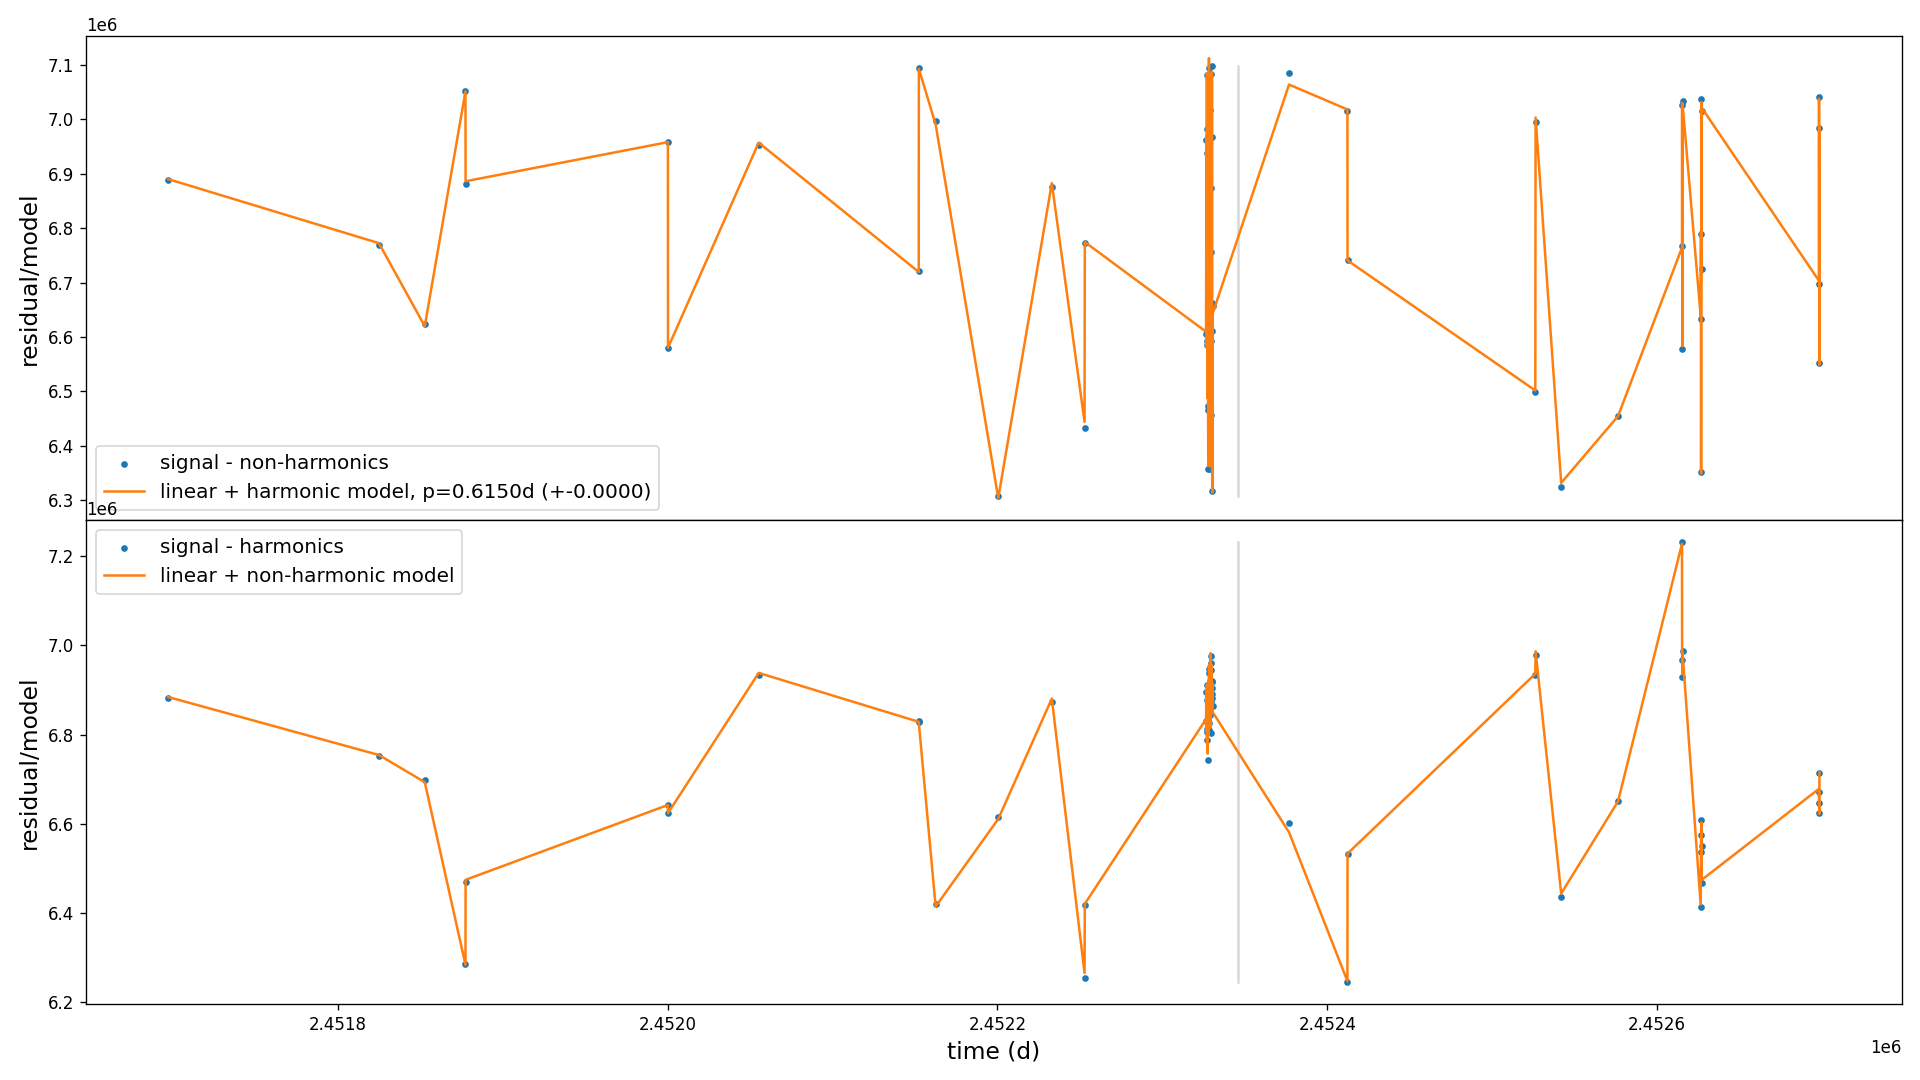 1e6
7.1
7.0
6.9
6.8
6.7
6.6
6.5
6.4
6.3
residual/model
signal - non-harmonics
linear + harmonic model, p=0.6150d (+-0.0000)
1e6
7.2
7.0
6.8
6.6
6.4
6.2
residual/model
signal - harmonics
linear + non-harmonic model
2.4518
2.4520
2.4522
2.4524
2.4526
time (d)
1e6